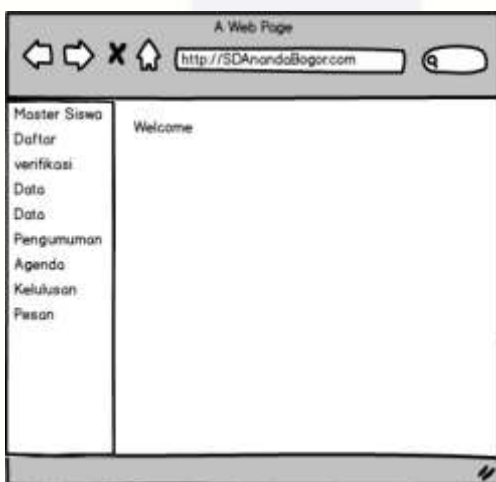 A Web Page
http://SDAnandaBogor.com
Master Siswa
Welcome
Daftar
verifikasi
Data
Data
Pengumuman
Agenda
Kelulusan
Pesan